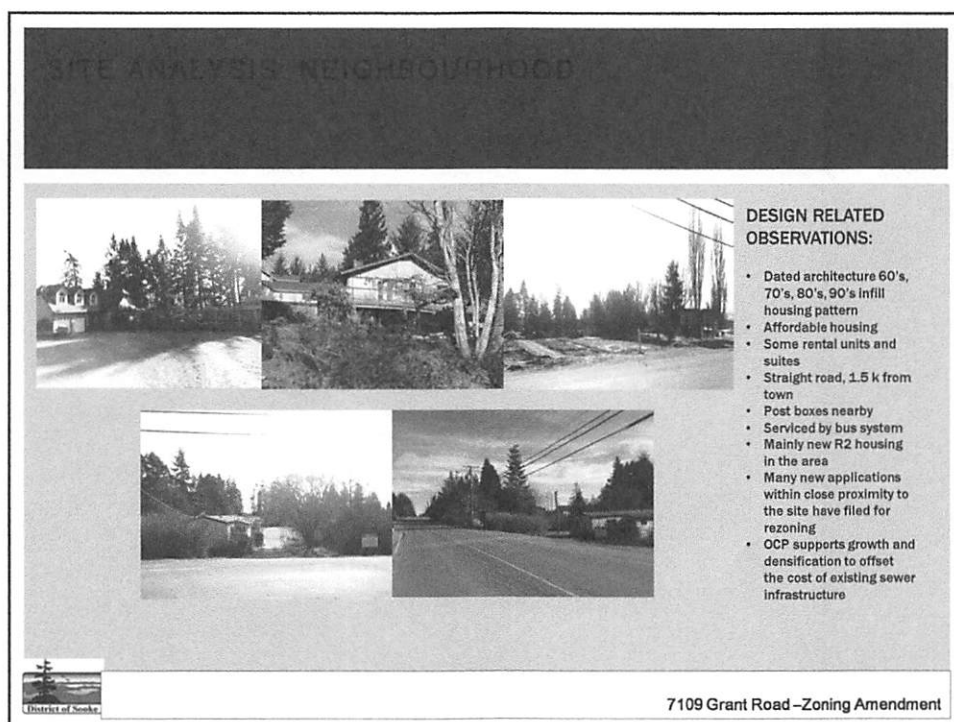 SITE ANALYSIS: NEIGHBOURHOOD
DESIGN RELATED
OBSERVATIONS:
• Dated architecture 60's,
70's, 80's, 90's infill
housing pattern
• Affordable housing
• Some rental units and
suites
• Straight road, 1.5 k from
town
• Post boxes nearby
• Serviced by bus system
• Mainly new R2 housing
in the area
• Many new applications
within close proximity to
the site have filed for
rezoning
• OCP supports growth and
densification to offset
the cost of existing sewer
infrastructure
District of Sooke
7109 Grant Road –Zoning Amendment